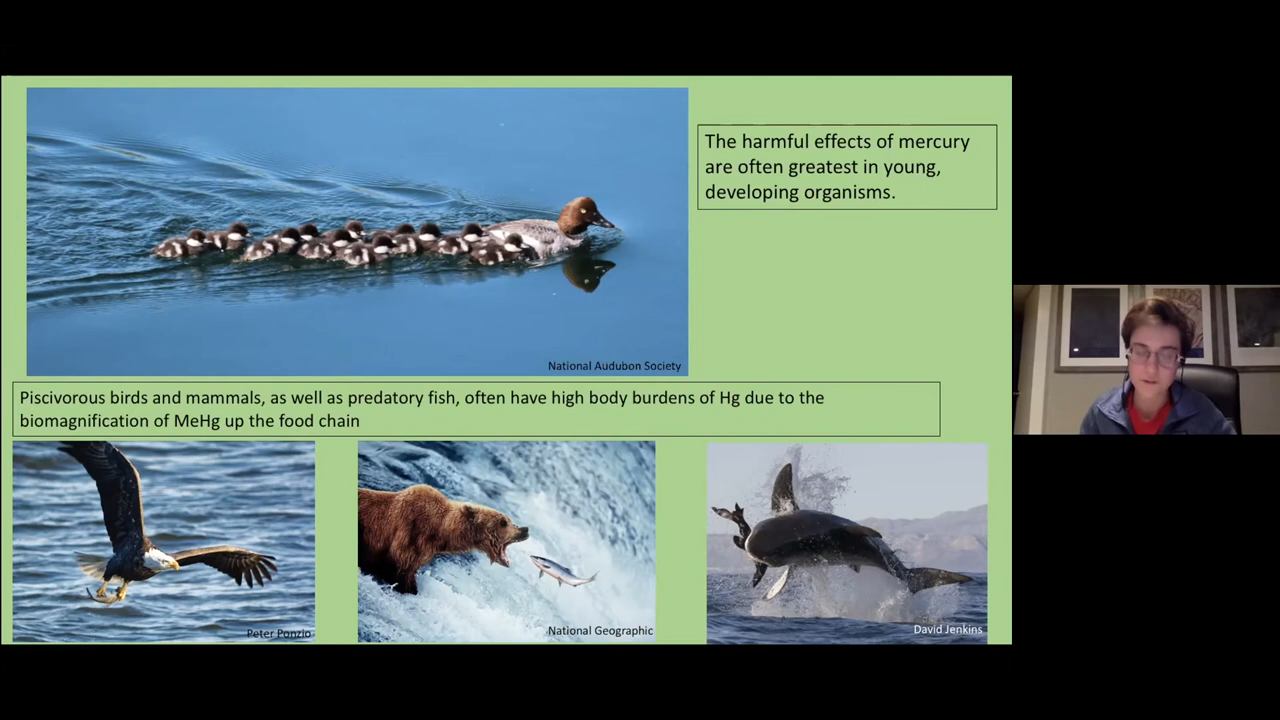 The harmful effects of mercury
are often greatest in young,
developing organisms.
National Audubon Society
Piscivorous birds and mammals, as well as predatory fish, often have high body burdens of Hg due to the
biomagnification of MeHg up the food chain
Peter Ponzio
National Geographic
David Jenkins